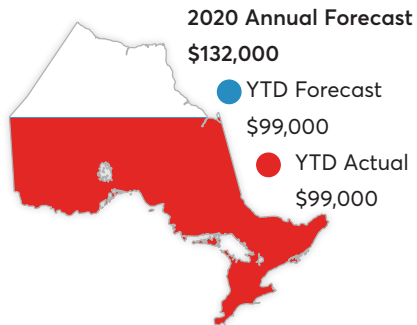 2020 Annual Forecast
$132,000
YTD Forecast
$99,000
YTD Actual
$99,000